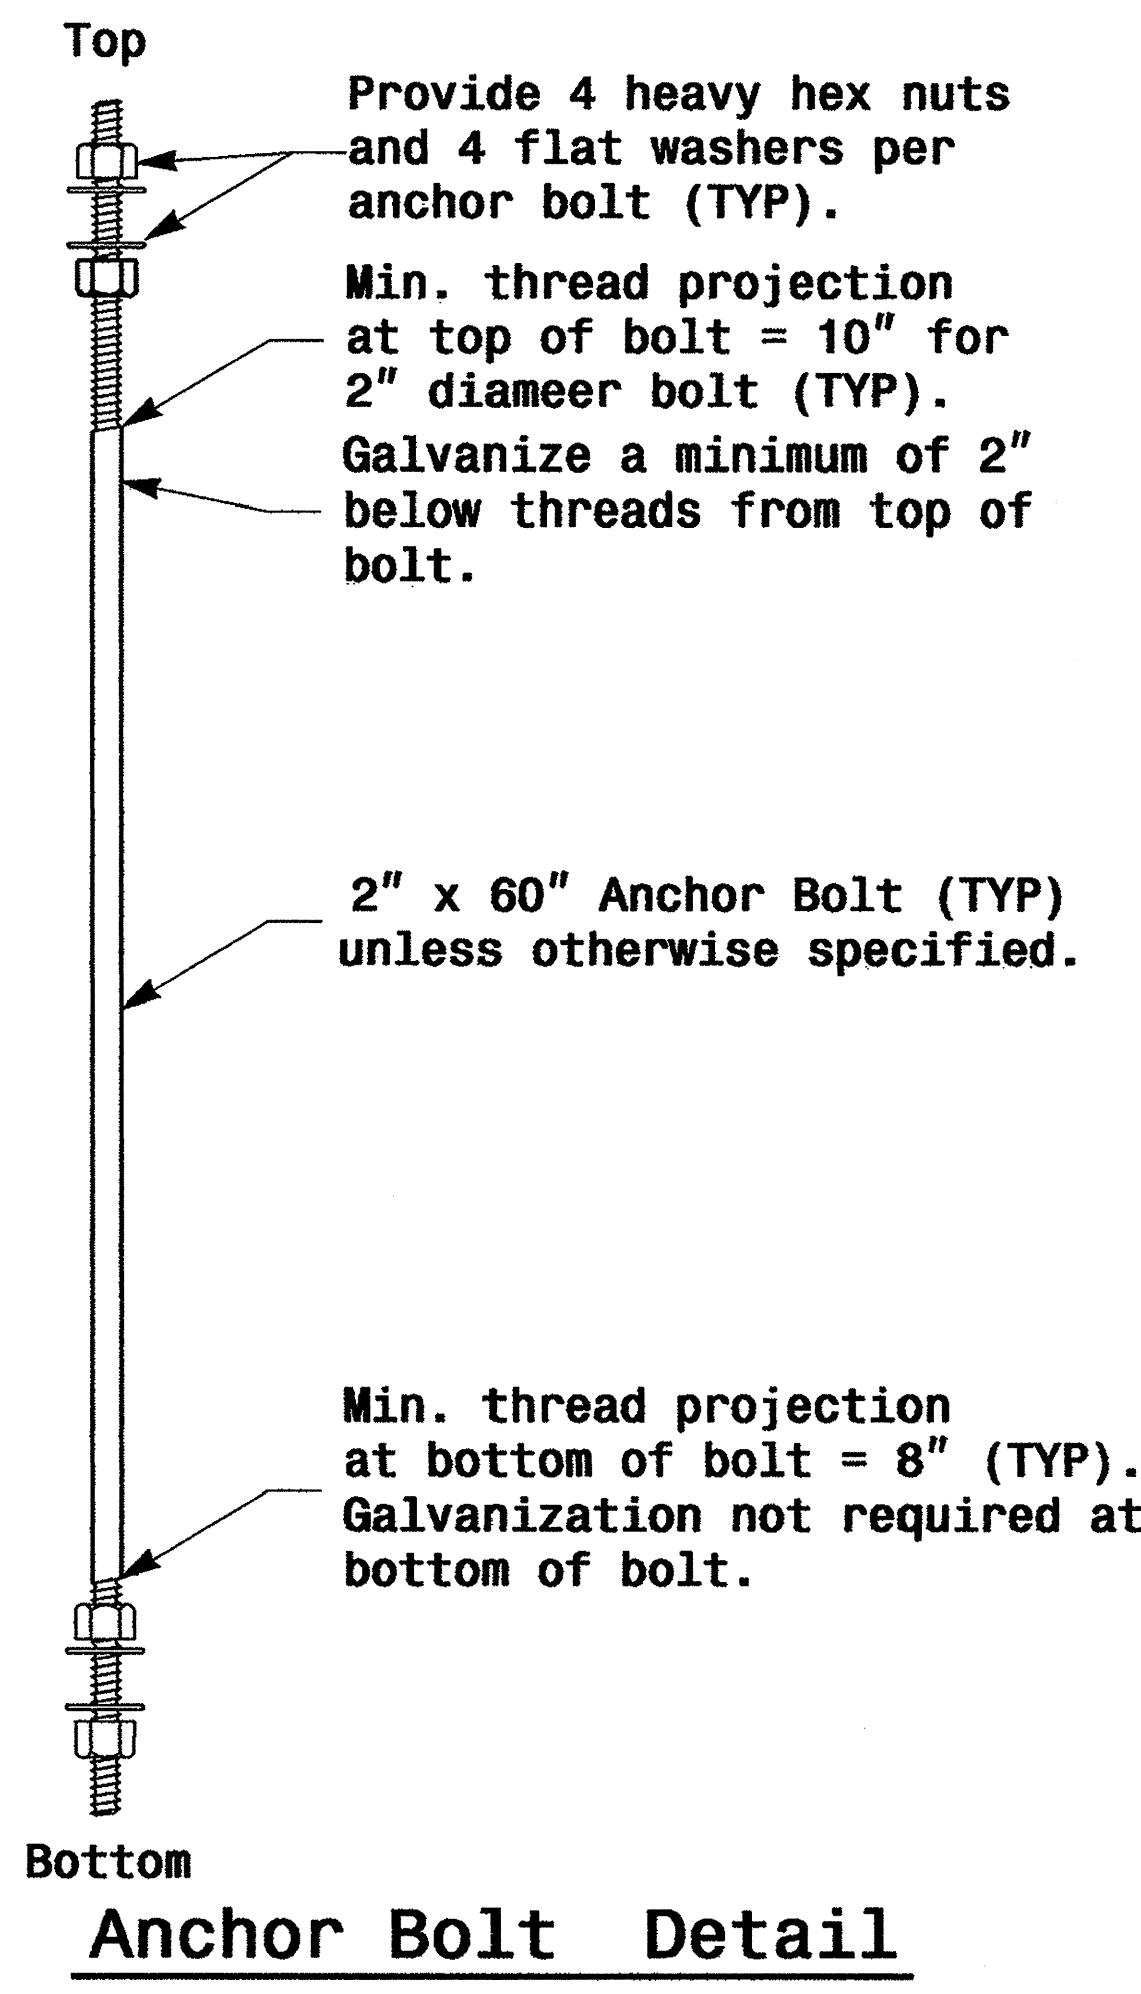 Top
Provide 4 heavy hex nuts
and 4 flat washers per
anchor bolt (TYP).
Min. thread projection
at top of bolt = 10" for
2" diameer bolt (TYP).
Galvanize a minimum of 2"
below threads from top of
bolt.
2" x 60" Anchor Bolt (TYP)
unless otherwise specified.
Min. thread projection
at bottom of bolt = 8" (TYP).
Galvanization not required at
bottom of bolt.
Bottom
Anchor Bolt Detail